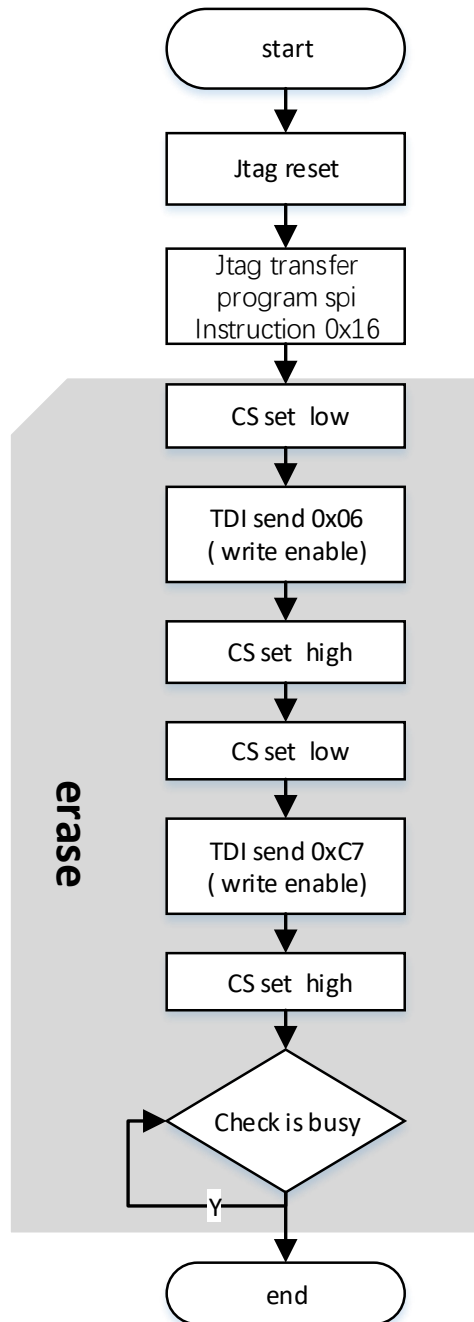 start
Jtag reset
Jtag transfer
program spi
Instruction 0x16
CS set low
TDI send 0x06
( write enable)
CS set high
CS set low
erase
TDI send 0xC7
( write enable)
CS set high
Check is busy
Y
end